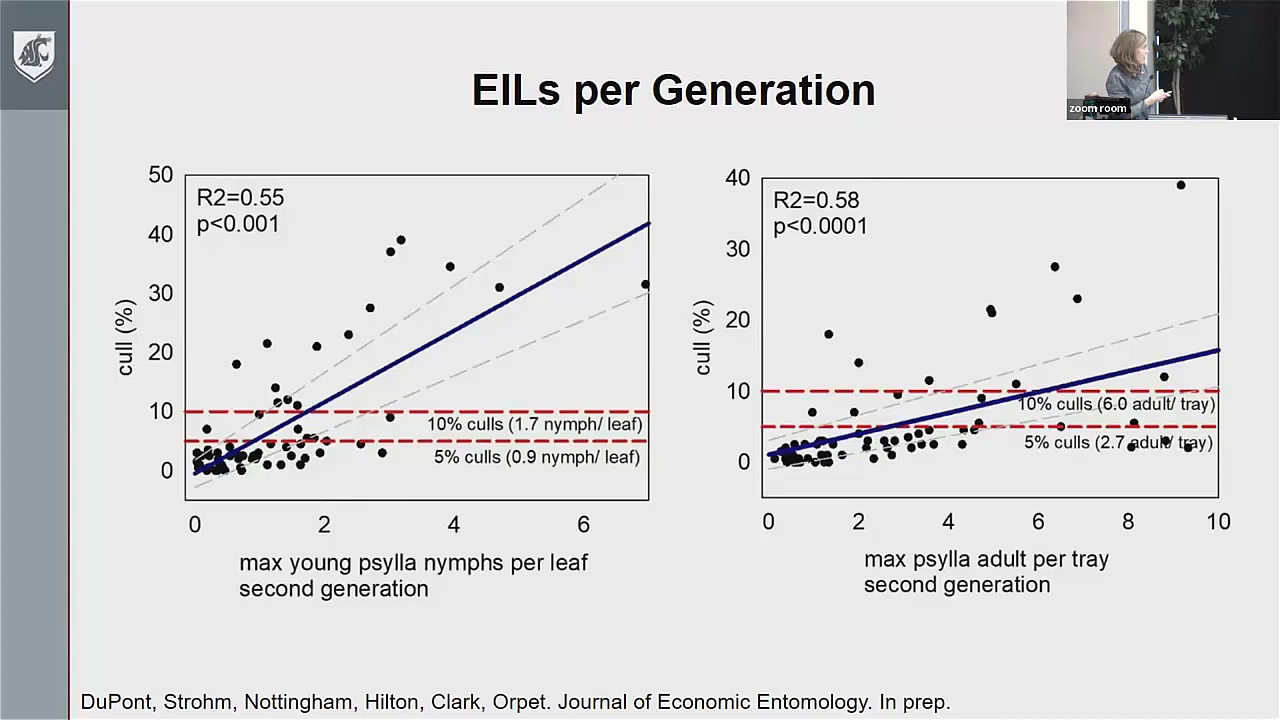 zoom room
EILs per Generation
R2=0.55
p<0.001
50
40
30
20
10
0
cull (%)
10% culls (1.7 nymph/ leaf)
5% culls (0.9 nymph/ leaf)
0 2 4 6
max young psylla nymphs per leaf
second generation
R2=0.58
p<0.0001
40
30
20
10
0
cull (%)
10% culls (6.0 adult/ tray)
5% culls (2.7 adult/ tray)
0 2 4 6 8 10
max psylla adult per tray
second generation
DuPont, Strohm, Nottingham, Hilton, Clark, Orpet. Journal of Economic Entomology. In prep.